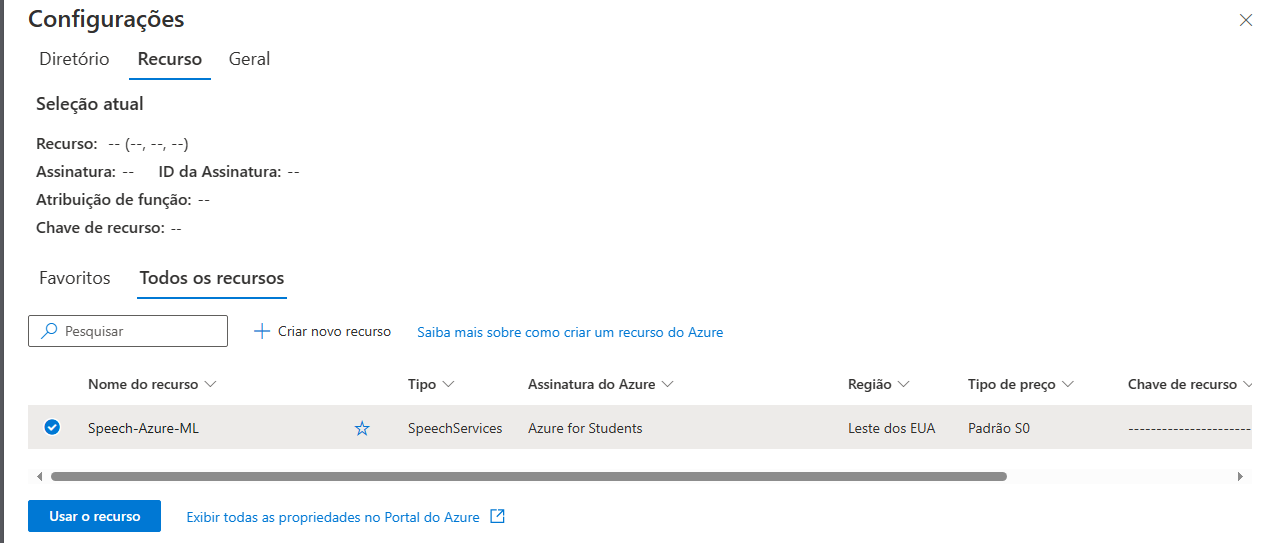 Configurações
Diretório Recurso Geral
Seleção atual
Recurso: -- (--, --, --)
Assinatura: -- ID da Assinatura: --
Atribuição de função: --
Chave de recurso: --
Favoritos Todos os recursos
Pesquisar Criar novo recurso Saiba mais sobre como criar um recurso do Azure
Nome do recurso Tipo Assinatura do Azure Região Tipo de preço Chave de recurso
Speech-Azure-ML SpeechServices Azure for Students Leste dos EUA Padrão S0 ----------------------
Usar o recurso Exibir todas as propriedades no Portal do Azure